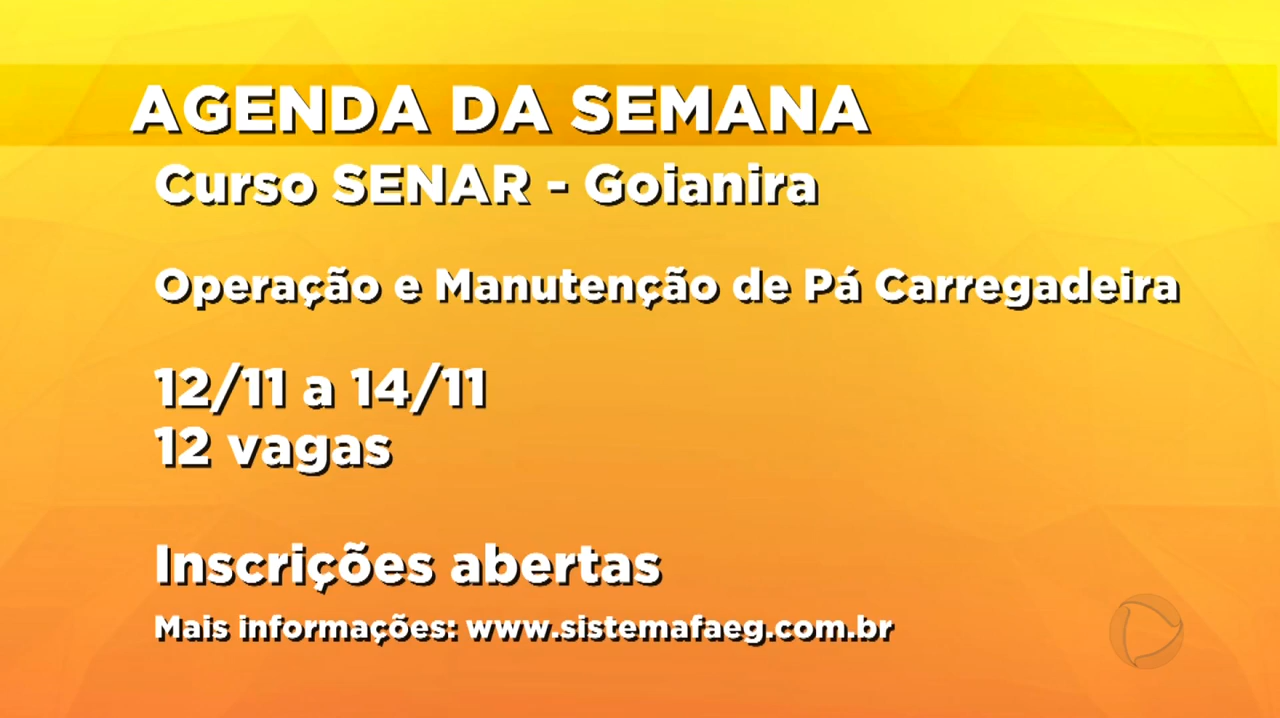 AGENDA DA SEMANA
Curso SENAR - Goianira
Operação e Manutenção de Pá Carregadeira
12/11 a 14/11
12 vagas
Inscrições abertas
Mais informações: www.sistemafaeg.com.br